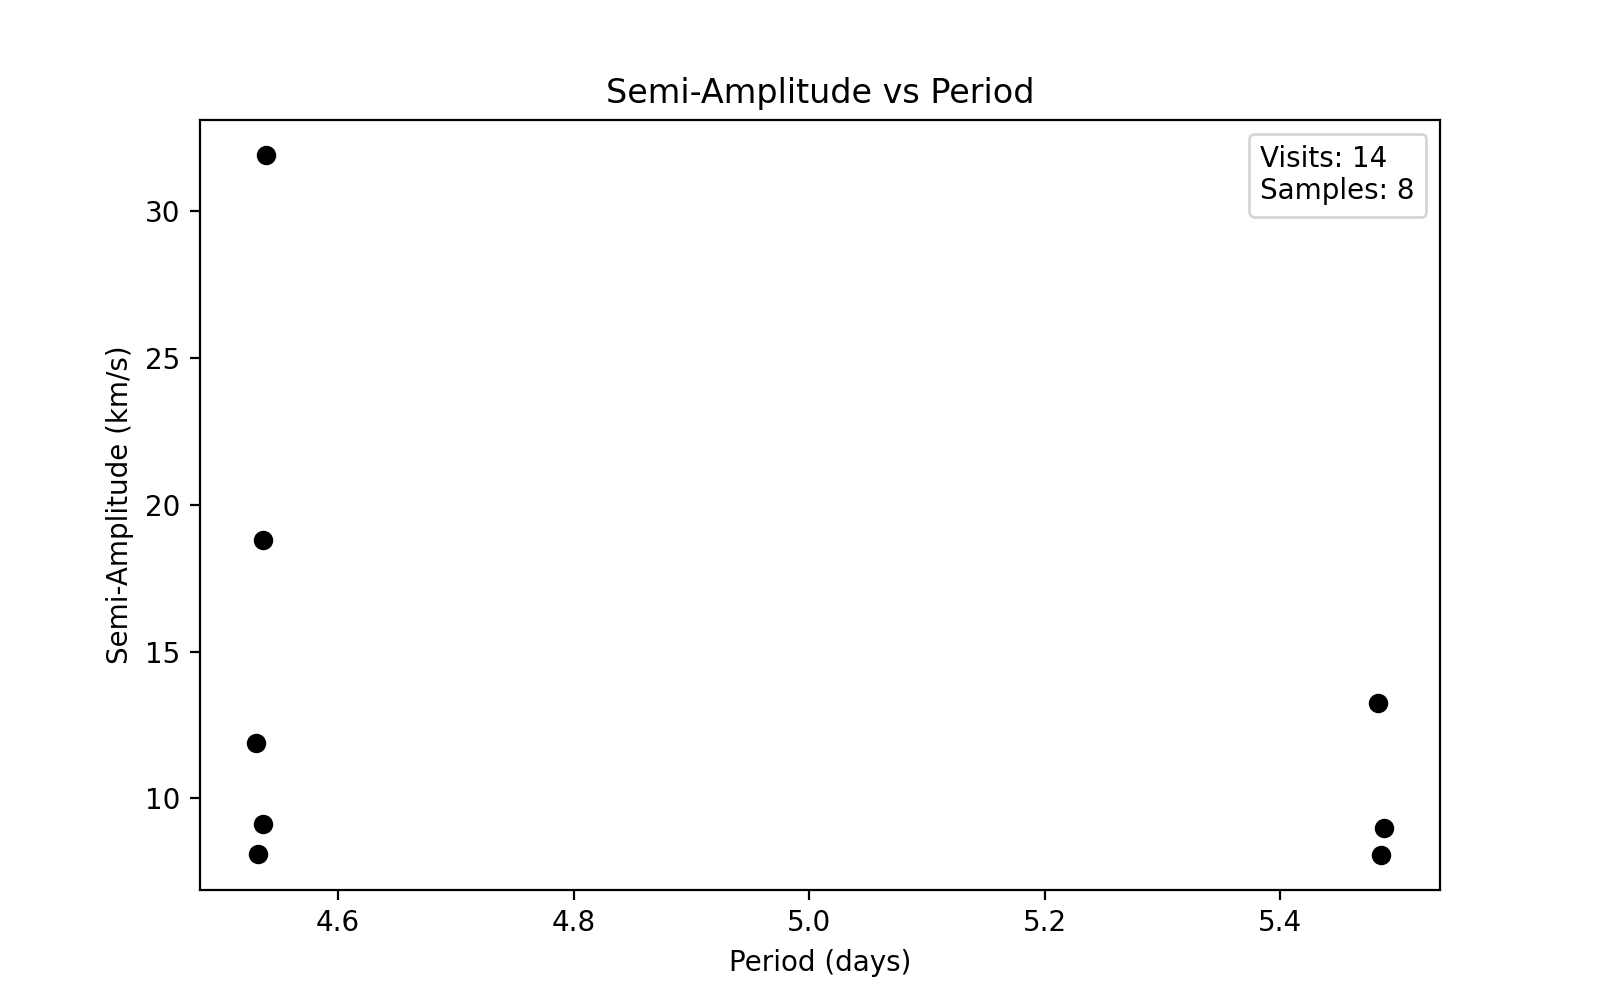 Semi-Amplitude vs Period
Visits: 14
Samples: 8
Semi-Amplitude (km/s)
30
25
20
15
10
4.6 4.8 5.0 5.2 5.4
Period (days)